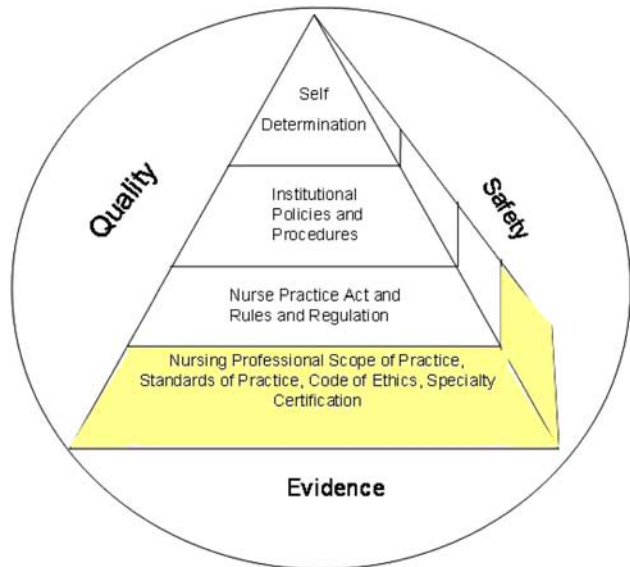 Self
Determination
Quality
Safety
Institutional
Policies and
Procedures
Nurse Practice Act and
Rules and Regulation
Nursing Professional Scope of Practice,
Standards of Practice, Code of Ethics, Specialty
Certification
Evidence